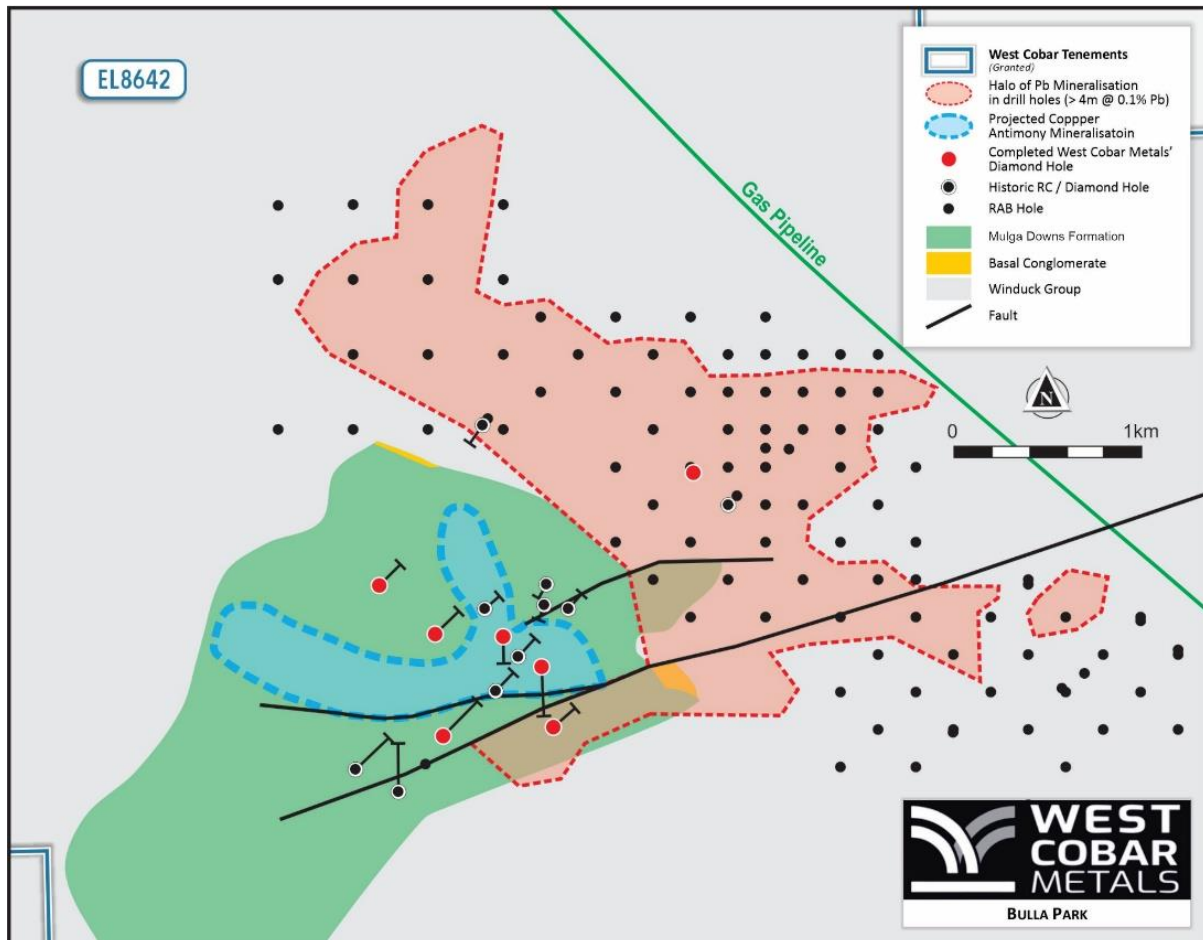 EL8642
West Cobar Tenements
(Granted)
Halo of Pb Mineralisation
in drill holes (> 4m @ 0.1% Pb)
Projected Coppper
Antimony Mineralisatoin
Completed West Cobar Metals'
Diamond Hole
Historic RC / Diamond Hole
RAB Hole
Mulga Downs Formation
Basal Conglomerate
Winduck Group
Fault
Gas Pipeline
N
0 1km
WEST
COBAR
METALS
BULLA PARK